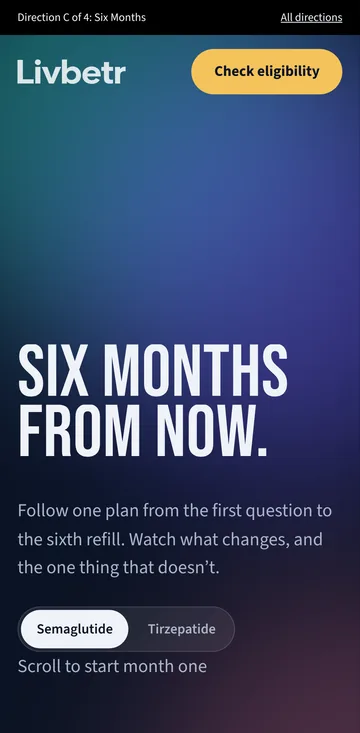 Direction C of 4: Six Months
All directions
Livbetr
Check eligibility
SIX MONTHS
FROM NOW.
Follow one plan from the first question to
the sixth refill. Watch what changes, and
the one thing that doesn’t.
Semaglutide
Tirzepatide
Scroll to start month one